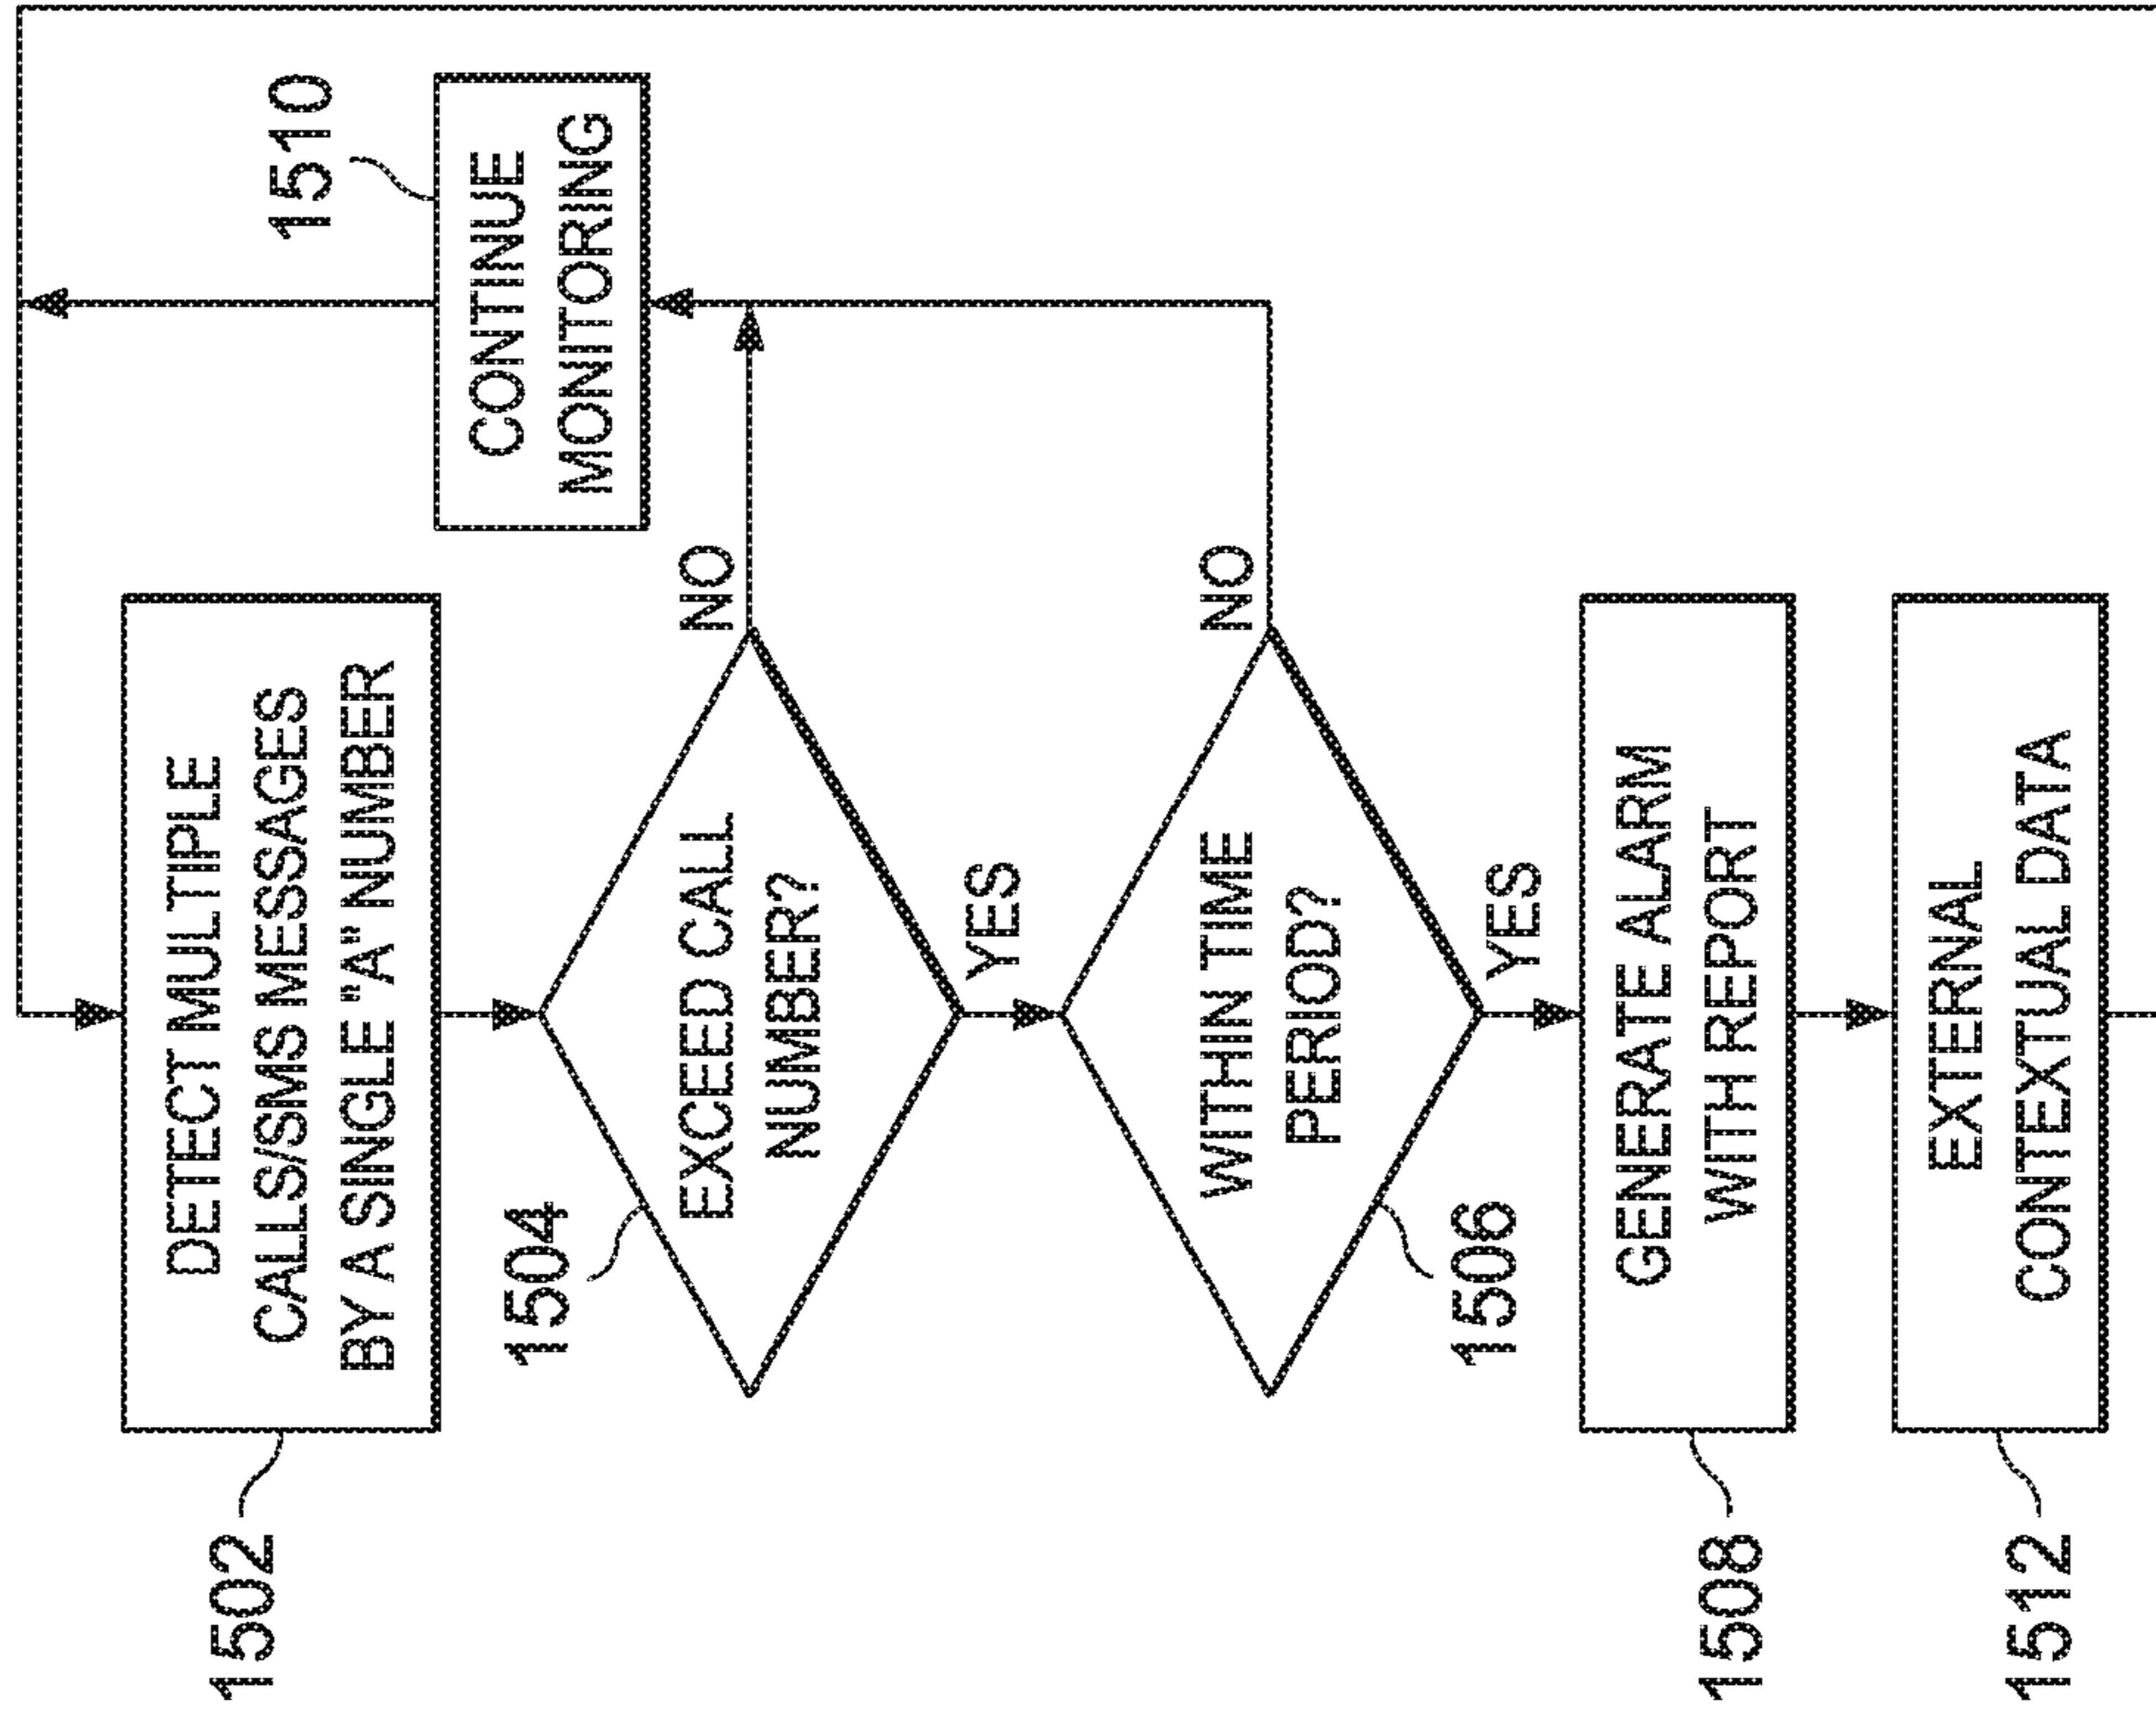 1502
DETECT MULTIPLE
CALLS/SMS MESSAGES
BY A SINGLE "A" NUMBER
1504
EXCEED CALL
NUMBER?
NO
YES
1510
CONTINUE
MONITORING
WITHIN TIME
PERIOD?
NO
1506
YES
1508
GENERATE ALARM
WITH REPORT
1512
EXTERNAL
CONTEXTUAL DATA